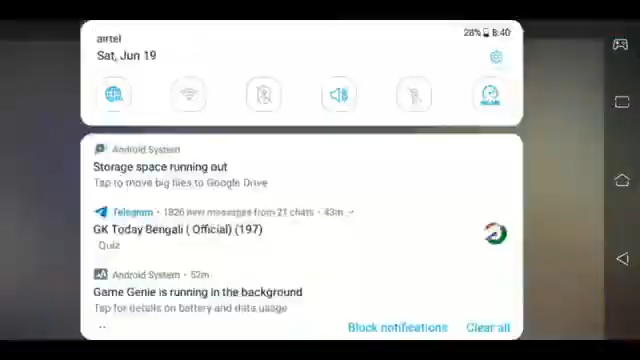 airtel
28% 8:40
Sat, Jun 19
Android System
Storage space running out
Tap to move big files to Google Drive
Telegram • 1826 new messages from 21 chats • 43m
GK Today Bengali ( Official) (197)
Quiz
Android System • 52m
Game Genie is running in the background
Tap for details on battery and data usage
Block notifications Clear all